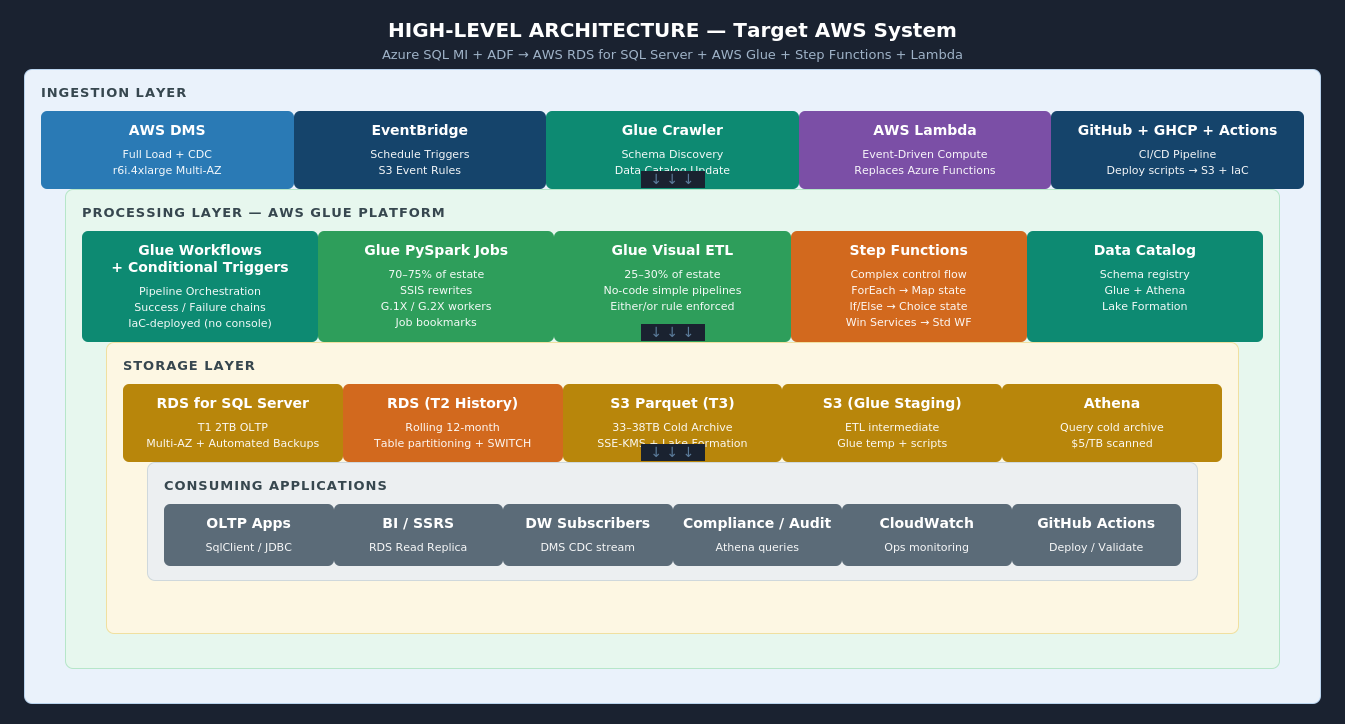 HIGH-LEVEL ARCHITECTURE — Target AWS System
Azure SQL MI + ADF → AWS RDS for SQL Server + AWS Glue + Step Functions + Lambda
INGESTION LAYER
AWS DMS
Full Load + CDC
r6i.4xlarge Multi-AZ
EventBridge
Schedule Triggers
S3 Event Rules
Glue Crawler
Schema Discovery
Data Catalog Update
AWS Lambda
Event-Driven Compute
Replaces Azure Functions
GitHub + GHCP + Actions
CI/CD Pipeline
Deploy scripts → S3 + IaC
↓ ↓ ↓
PROCESSING LAYER — AWS GLUE PLATFORM
Glue Workflows
+ Conditional Triggers
Pipeline Orchestration
Success / Failure chains
IaC-deployed (no console)
Glue PySpark Jobs
70–75% of estate
SSIS rewrites
G.1X / G.2X workers
Job bookmarks
Glue Visual ETL
25–30% of estate
No-code simple pipelines
Either/or rule enforced
Step Functions
Complex control flow
ForEach → Map state
If/Else → Choice state
Win Services → Std WF
Data Catalog
Schema registry
Glue + Athena
Lake Formation
↓ ↓ ↓
STORAGE LAYER
RDS for SQL Server
T1 2TB OLTP
Multi-AZ + Automated Backups
RDS (T2 History)
Rolling 12-month
Table partitioning + SWITCH
S3 Parquet (T3)
33–38TB Cold Archive
SSE-KMS + Lake Formation
S3 (Glue Staging)
ETL intermediate
Glue temp + scripts
Athena
Query cold archive
$5/TB scanned
↓ ↓ ↓
CONSUMING APPLICATIONS
OLTP Apps
SqlClient / JDBC
BI / SSRS
RDS Read Replica
DW Subscribers
DMS CDC stream
Compliance / Audit
Athena queries
CloudWatch
Ops monitoring
GitHub Actions
Deploy / Validate